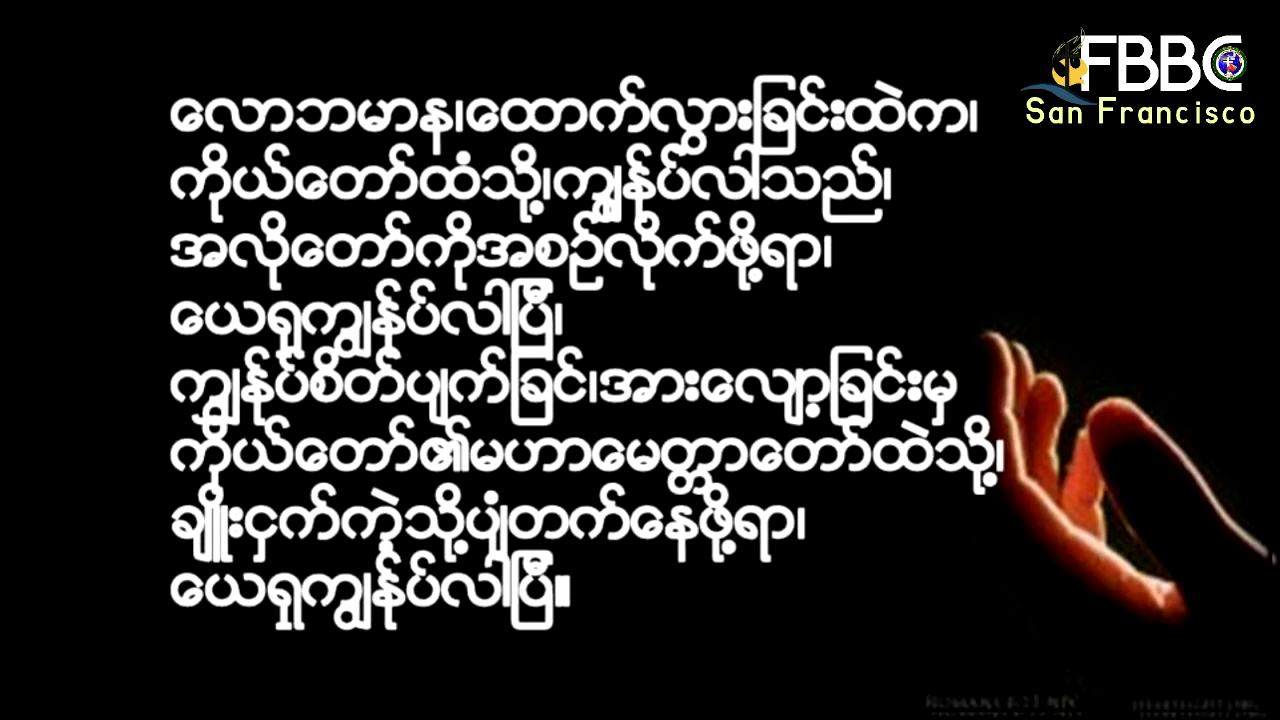 FBBC
San Francisco
လောဘမာန၊ထောက်လွှားခြင်းထဲက၊
ကိုယ်တော်ထံသို့၊ကျွန်ုပ်လါသည်၊
အလိုတော်ကိုအစဉ်လိုက်ဖို့ရာ၊
ယေရှုကျွန်ုပ်လါပြီ၊
ကျွန်ုပ်စိတ်ပျက်ခြင်၊အားလျော့ခြင်းမှ
ကိုယ်တော်၏မဟာမေတ္တာတော်ထဲသို့၊
ချိုးငှက်ကဲ့သို့ပျံတက်နေဖို့ရာ၊
ယေရှုကျွန်ုပ်လါပြီ။